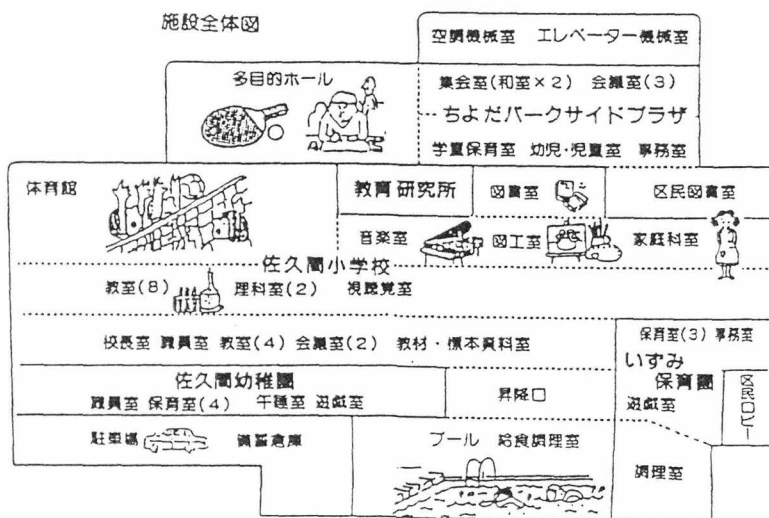 施設全体図
空調機械室 エレベーター機械室
多目的ホール
集会室(和室×2) 会議室(3)
ちよだパークサイドプラザ
学童保育室 幼児・児童室 事務室
体育館
教育研究所 図書室 区民図書室
音楽室 図工室 家庭科室
佐久間小学校
教室(8) 理科室(2) 視聴覚室
校長室 職員室 教室(4) 会議室(2) 教材・標本資料室
保育室(3) 事務室
いずみ
保育園
佐久間幼稚園
職員室 保育室(4) 午睡室 遊戯室
昇降口
遊戯室
区民ロビー
駐車場 備蓄倉庫
プール 給食調理室
調理室